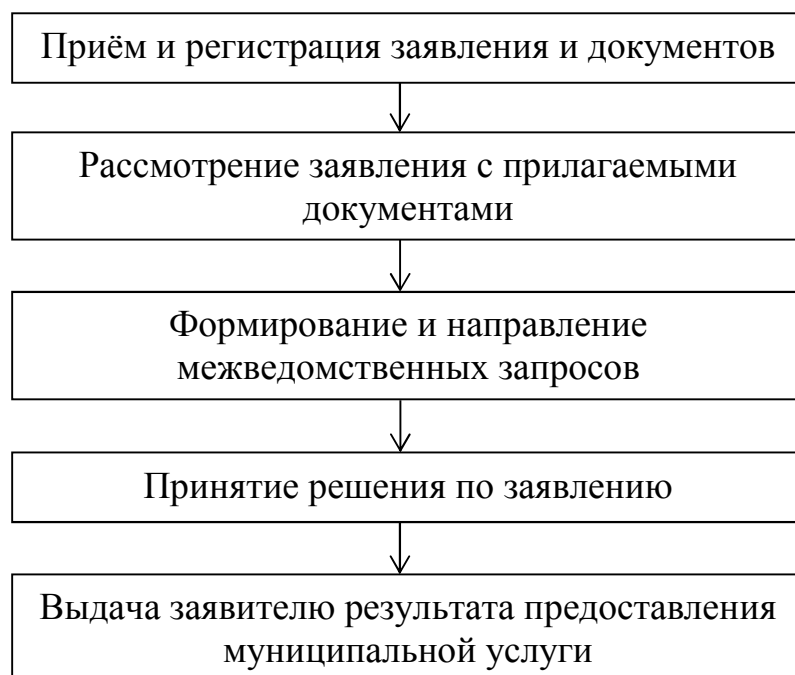 Приём и регистрация заявления и документов
Рассмотрение заявления с прилагаемыми
документами
Формирование и направление
межведомственных запросов
Принятие решения по заявлению
Выдача заявителю результата предоставления
муниципальной услуги